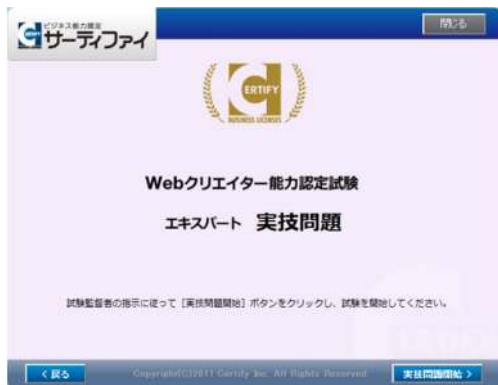 ビジネス能力認定
サーティファイ
閉じる
CERTIFY
BUSINESS LICENSES
Webクリエイター能力認定試験
エキスパート 実技問題
試験監督者の指示に従って[実技問題開始]ボタンをクリックし、試験を開始してください。
< 戻る
Copyright(C)2011 Certify Inc. All Rights Reserved.
実技問題開始 >